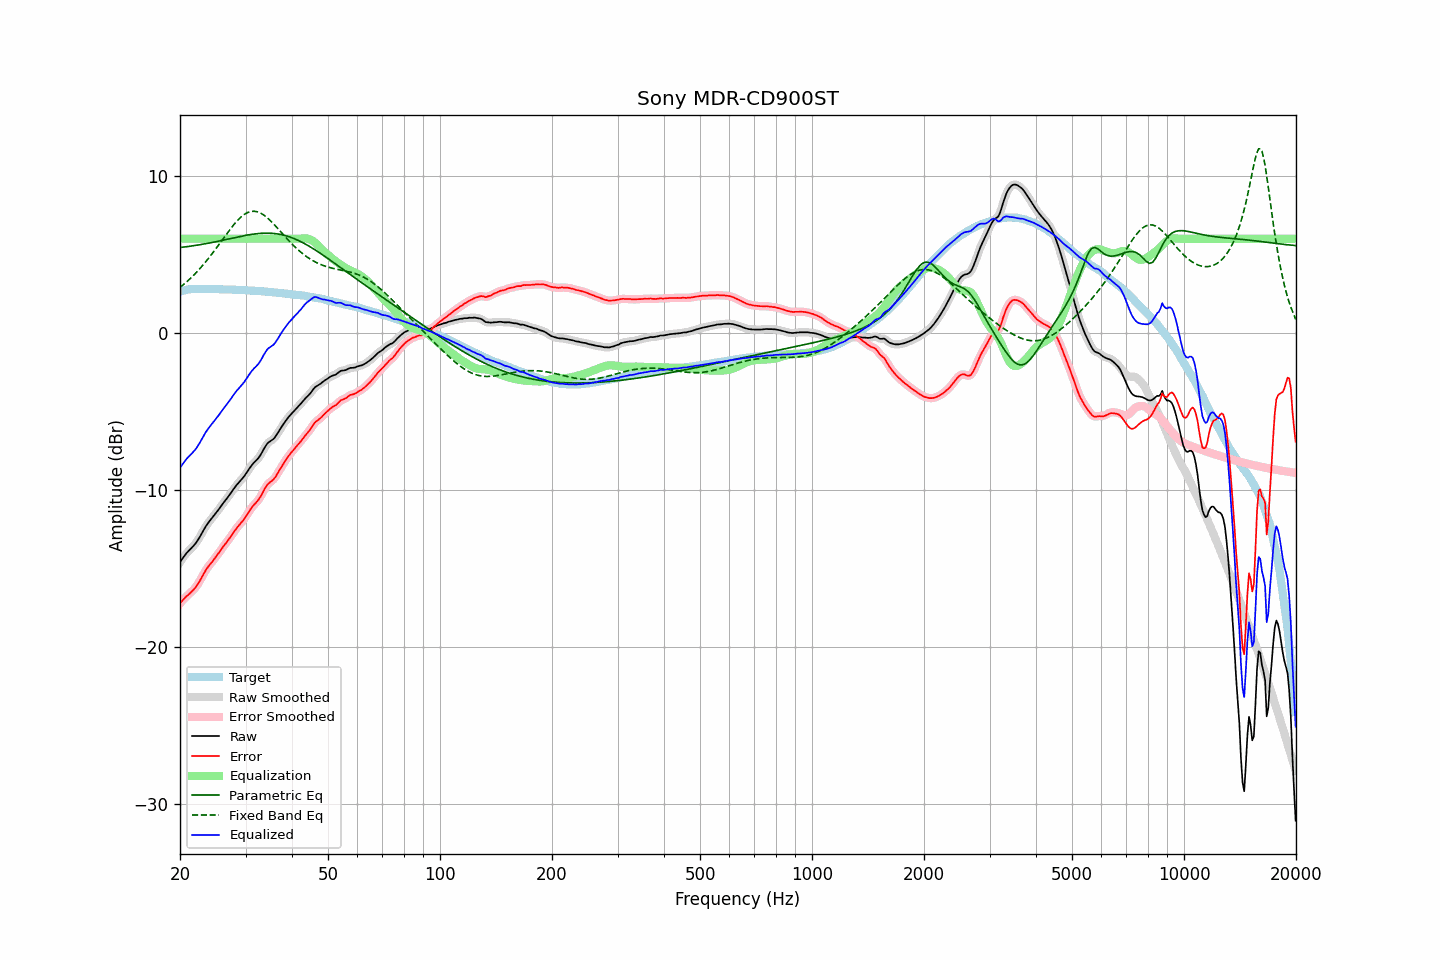 Sony MDR-CD900ST
Amplitude (dBr)
10
0
−10
−20
−30
Target
Raw Smoothed
Error Smoothed
Raw
Error
Equalization
Parametric Eq
Fixed Band Eq
Equalized
20 50 100 200 500 1000 2000 5000 10000 20000
Frequency (Hz)